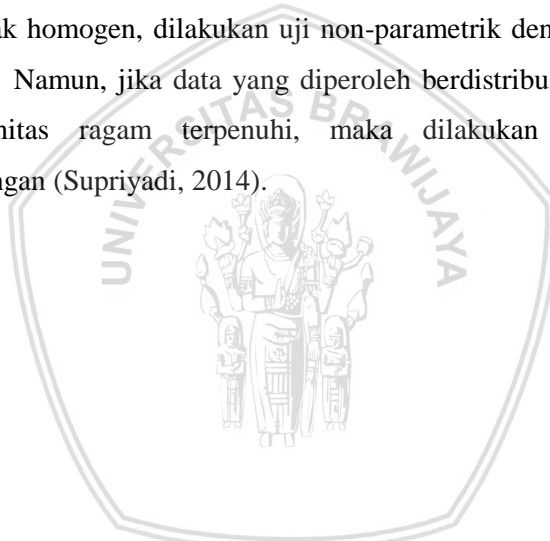 ak homogen, dilakukan uji non-parametrik den
Namun, jika data yang diperoleh berdistribu
nitas ragam terpenuhi, maka dilakukan
ngan (Supriyadi, 2014).
UNIVERSITAS BRAWIJAYA